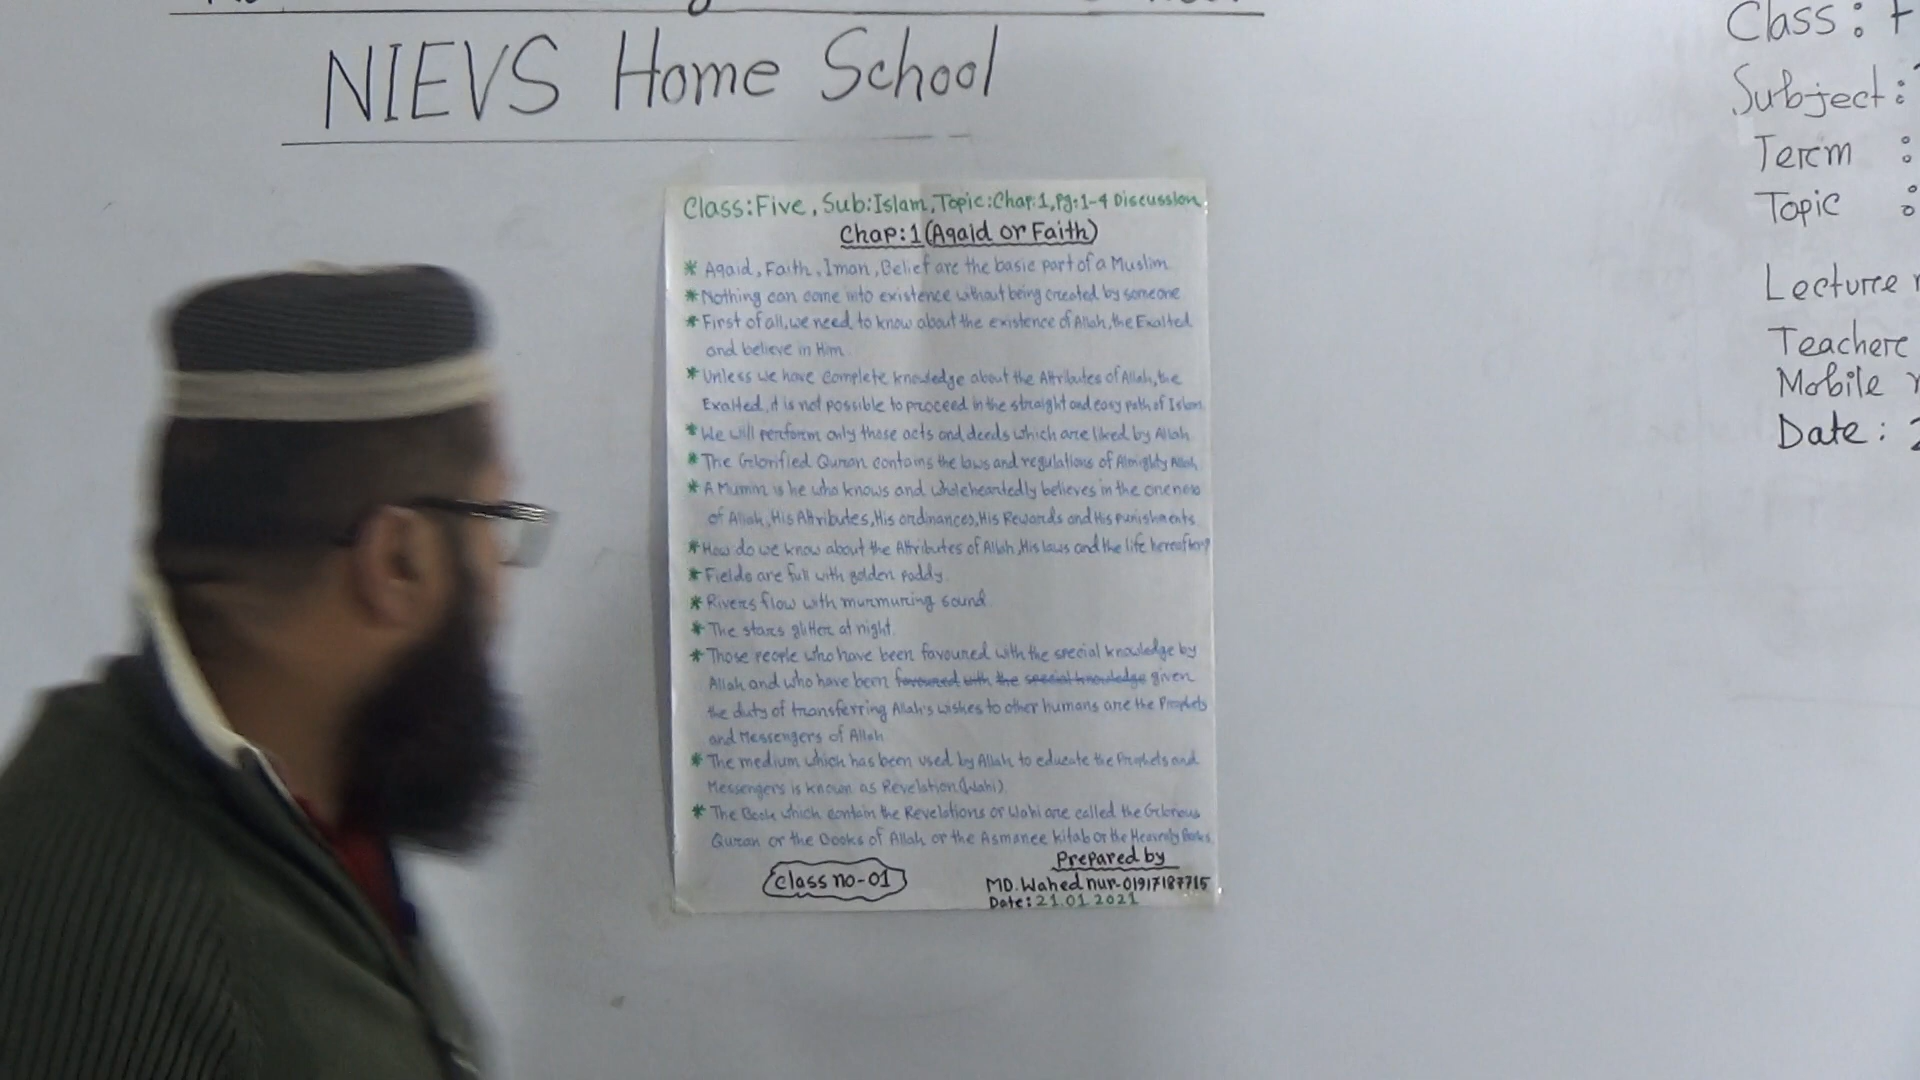 NIEVS Home School
Class:Five, Sub:Islam, Topic:Chap:1, Pg:1-4 Discussion.
Chap:1(Aqaid or Faith)
* Aqaid, Faith, Iman, Belief are the basic part of a Muslim.
* Nothing can come into existence without being created by someone
* First of all, we need to know about the existence of Allah, the Exalted
and believe in Him.
* Unless we have complete knowledge about the Attributes of Allah, the
Exalted, it is not possible to proceed in the straight and easy path of Islam.
* We will perform only those acts and deeds which are liked by Allah
* The Glorified Quran contains the laws and regulations of Almighty Allah.
* A Mumin is he who knows and wholeheartedly believes in the oneness
of Allah, His Attributes, His ordinances, His Rewards and His punishments.
* How do we know about the Attributes of Allah, His laws and the life hereafter?
* Fields are full with golden paddy.
* Rivers flow with murmuring sound.
* The stars glitter at night.
* Those people who have been favoured with the special knowledge by
Allah and who have been favoured with the special knowledge given
the duty of transferring Allah's wishes to other humans are the Prophets
and Messengers of Allah
* The medium which has been used by Allah to educate the Prophets and
Messengers is known as Revelation (Wahi).
* The Book which contain the Revelations or Wahi are called the Glorious
Quran or the Books of Allah or the Asmanee kitab or the Heavenly Books.
Class no-01
Prepared by
MD. Wahed nur-01917187715
Date: 21.01.2021
Class :
Subject :
Term :
Topic :
Lecture
Teacher
Mobile
Date :